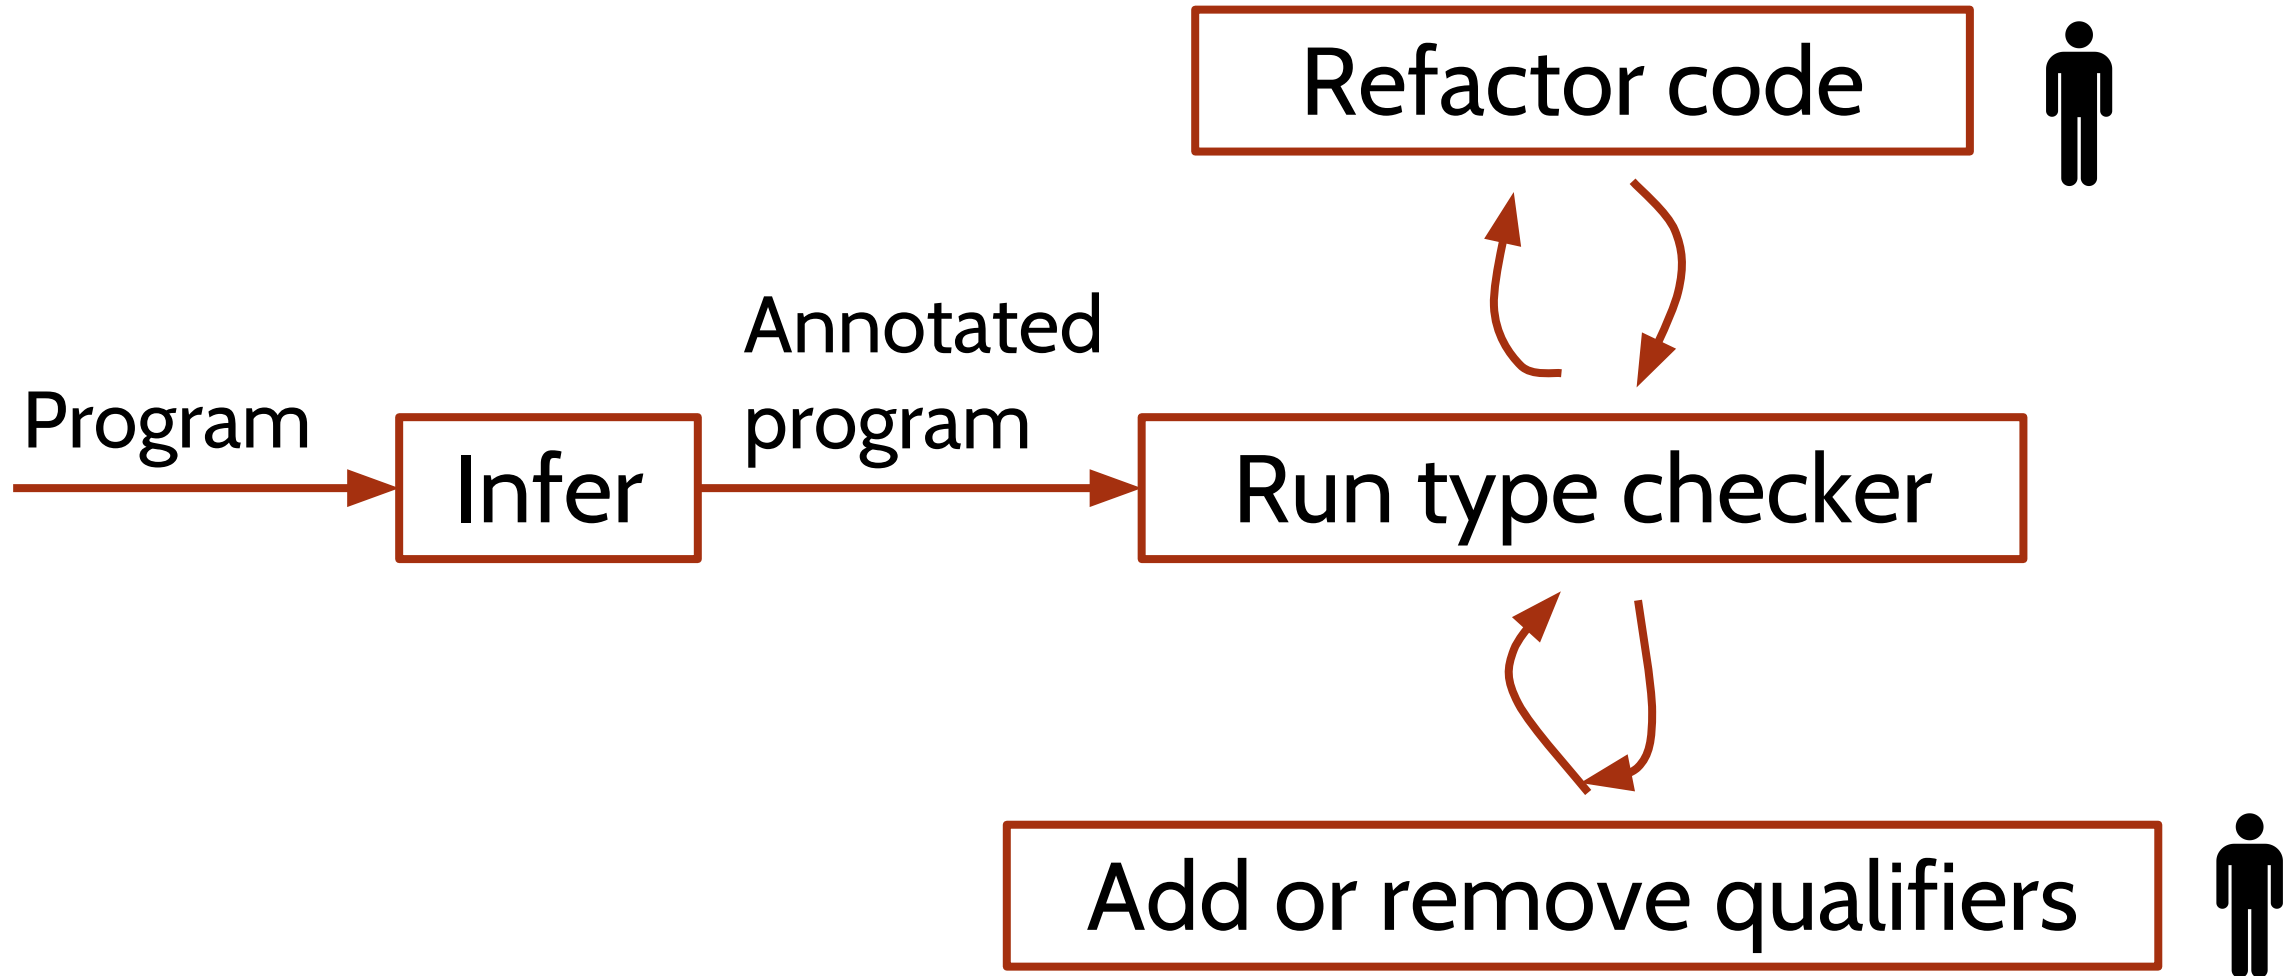 Refactor code
Annotated
program
Program
Infer
Run type checker
Add or remove qualifiers